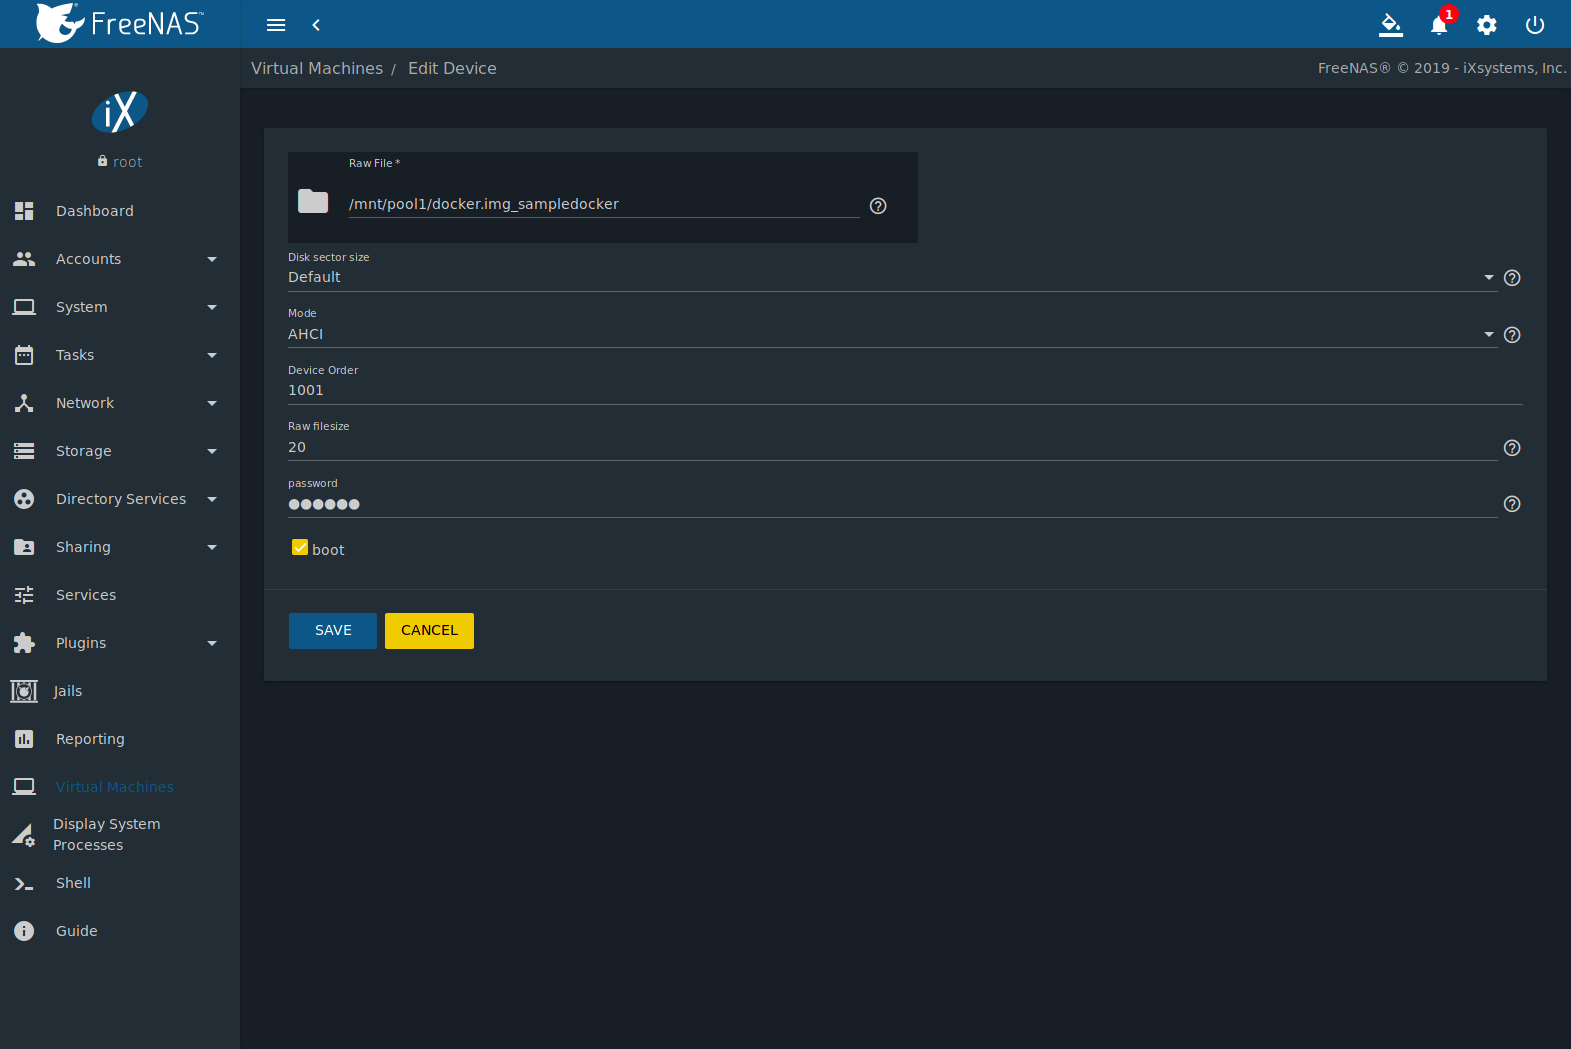 FreeNAS™
1
Virtual Machines / Edit Device
FreeNAS® © 2019 - iXsystems, Inc.
iX
root
Dashboard
Accounts
System
Tasks
Network
Storage
Directory Services
Sharing
Services
Plugins
Jails
Reporting
Virtual Machines
Display System
Processes
Shell
Guide
Raw File *
/mnt/pool1/docker.img_sampledocker
Disk sector size
Default
Mode
AHCI
Device Order
1001
Raw filesize
20
password
●●●●●●
boot
SAVE CANCEL